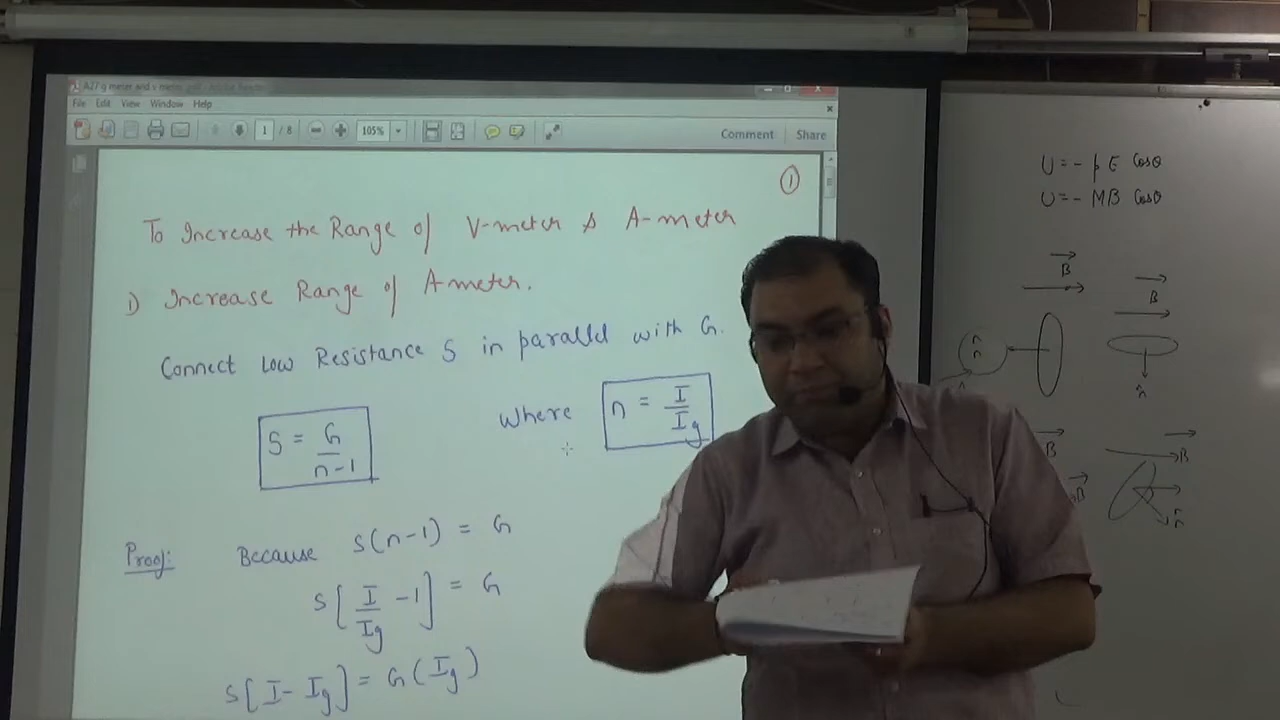 File Edit View Window Help
1 / 8 105% Comment Share
①
To Increase the Range of V-meter & A-meter
1) Increase Range of A-meter.
Connect Low Resistance S in parallel with G.
S = G/(n-1) Where n = I/Ig
Proof: Because S(n-1) = G
S[I/Ig - 1] = G
S[I - Ig] = G(Ig)
U = - pE Cosθ
U = - MB Cosθ
B
B
n̂
n̂
B
B
B
n̂